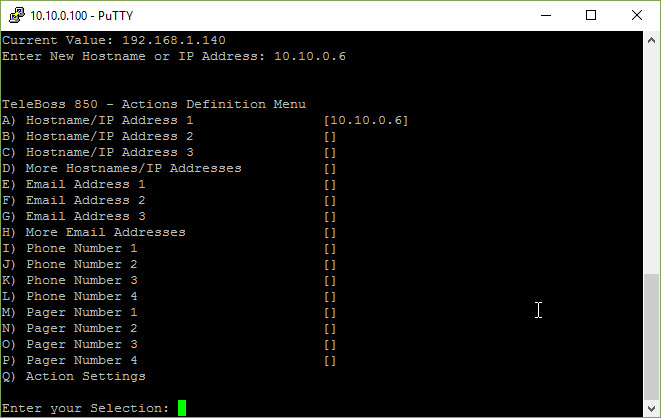 10.10.0.100 - PuTTY
Current Value: 192.168.1.140
Enter New Hostname or IP Address: 10.10.0.6
TeleBoss 850 - Actions Definition Menu
A) Hostname/IP Address 1 [10.10.0.6]
B) Hostname/IP Address 2 []
C) Hostname/IP Address 3 []
D) More Hostnames/IP Addresses []
E) Email Address 1 []
F) Email Address 2 []
G) Email Address 3 []
H) More Email Addresses []
I) Phone Number 1 []
J) Phone Number 2 []
K) Phone Number 3 []
L) Phone Number 4 []
M) Pager Number 1 []
N) Pager Number 2 []
O) Pager Number 3 []
P) Pager Number 4 []
Q) Action Settings
Enter your Selection: